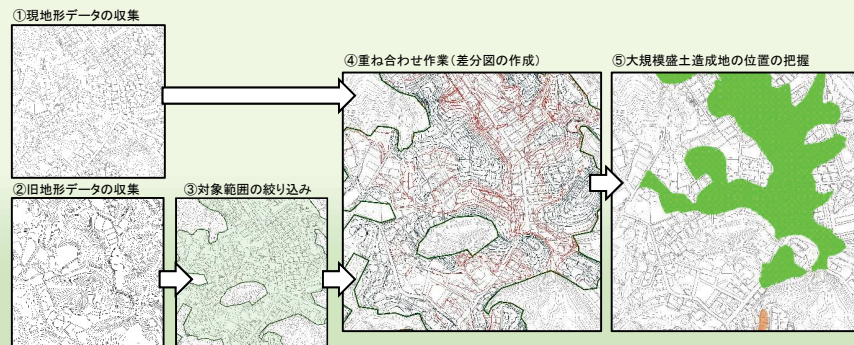 ①現地形データの収集
②旧地形データの収集
③対象範囲の絞り込み
④重ね合わせ作業(差分図の作成)
⑤大規模盛土造成地の位置の把握